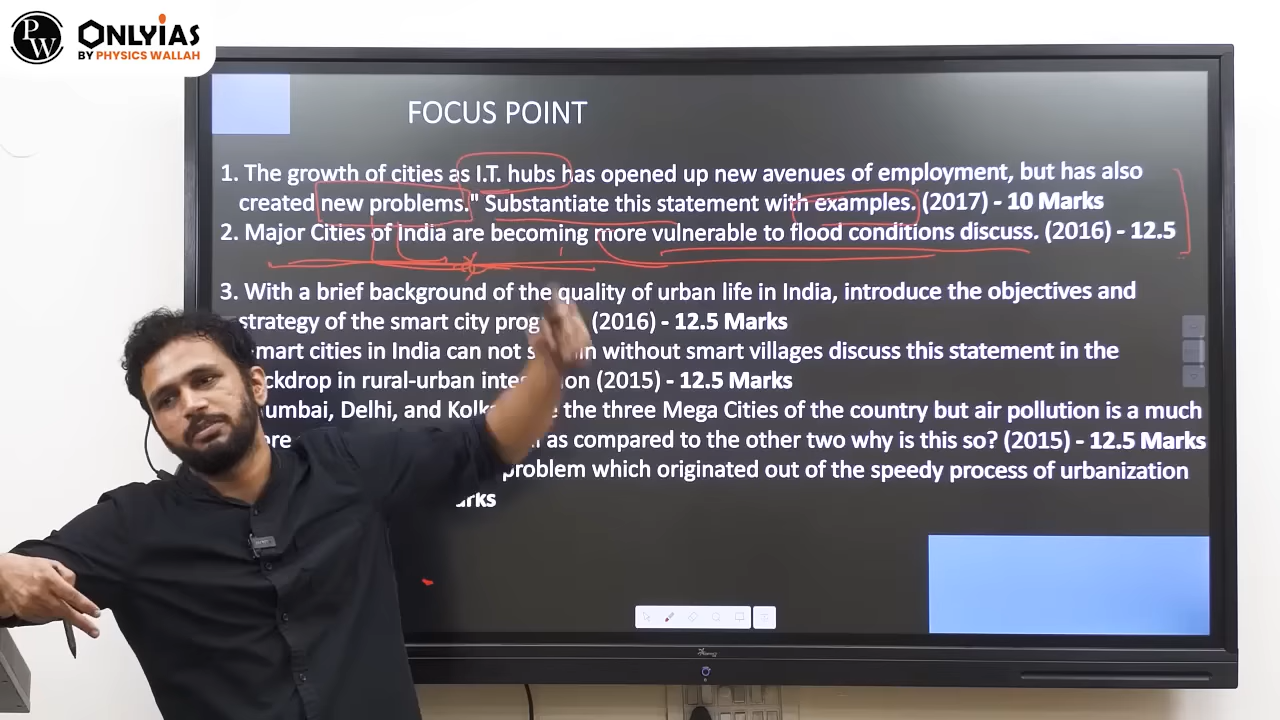 PW
ONLYIAS
BY PHYSICS WALLAH
FOCUS POINT
1. The growth of cities as I.T. hubs has opened up new avenues of employment, but has also
created new problems." Substantiate this statement with examples. (2017) - 10 Marks
2. Major Cities of India are becoming more vulnerable to flood conditions discuss. (2016) - 12.5
3. With a brief background of the quality of urban life in India, introduce the objectives and
strategy of the smart city prog (2016) - 12.5 Marks
mart cities in India can not s in without smart villages discuss this statement in the
ckdrop in rural-urban inte on (2015) - 12.5 Marks
umbai, Delhi, and Kolk the three Mega Cities of the country but air pollution is a much
as compared to the other two why is this so? (2015) - 12.5 Marks
problem which originated out of the speedy process of urbanization
arks